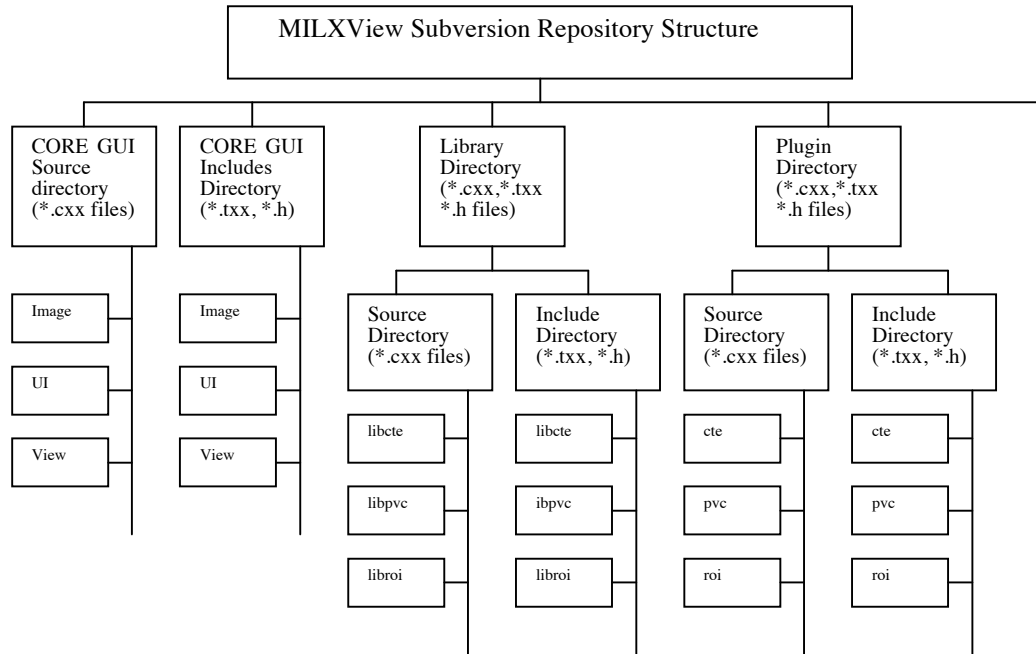 MILXView Subversion Repository Structure
CORE GUI
Source
directory
(*.cxx files)
CORE GUI
Includes
Directory
(*.txx, *.h)
Library
Directory
(*.cxx,*.txx
*.h files)
Plugin
Directory
(*.cxx,*.txx
*.h files)
Image
UI
View
Image
UI
View
Source
Directory
(*.cxx files)
Include
Directory
(*.txx, *.h)
Source
Directory
(*.cxx files)
Include
Directory
(*.txx, *.h)
libcte
libpvc
libroi
libcte
ibpvc
libroi
cte
pvc
roi
cte
pvc
roi